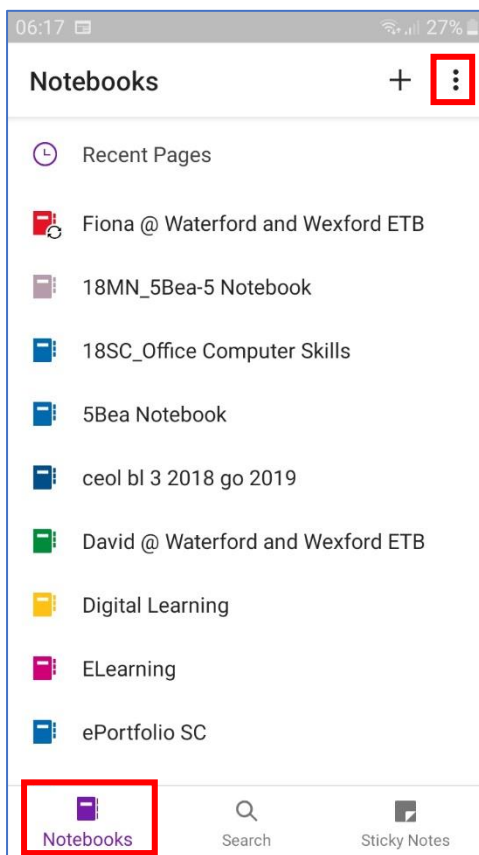 06:17 27%
Notebooks
Recent Pages
Fiona @ Waterford and Wexford ETB
18MN_5Bea-5 Notebook
18SC_Office Computer Skills
5Bea Notebook
ceol bl 3 2018 go 2019
David @ Waterford and Wexford ETB
Digital Learning
ELearning
ePortfolio SC
Notebooks Search Sticky Notes